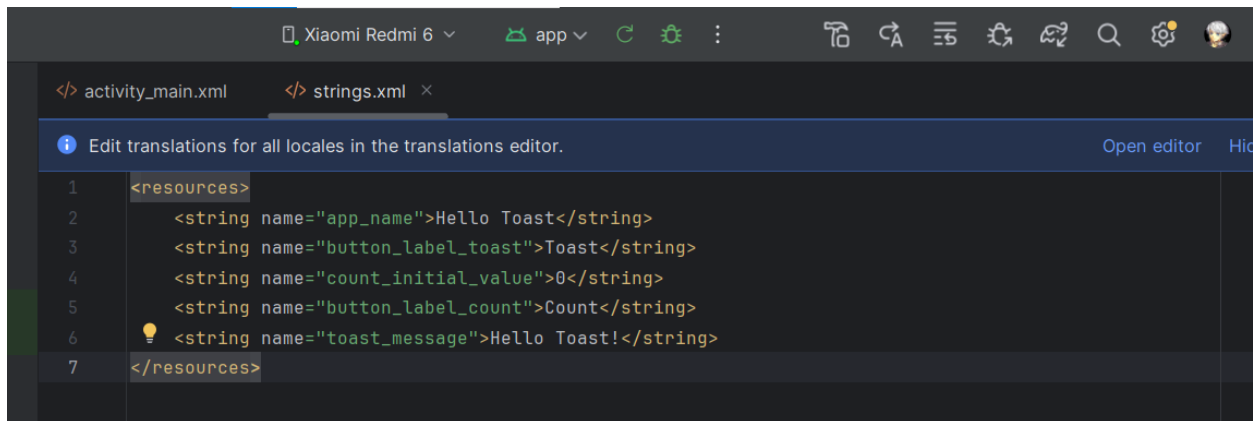 Xiaomi Redmi 6 app
</> activity_main.xml </> strings.xml
Edit translations for all locales in the translations editor. Open editor
1 <resources>
2 <string name="app_name">Hello Toast</string>
3 <string name="button_label_toast">Toast</string>
4 <string name="count_initial_value">0</string>
5 <string name="button_label_count">Count</string>
6 <string name="toast_message">Hello Toast!</string>
7 </resources>